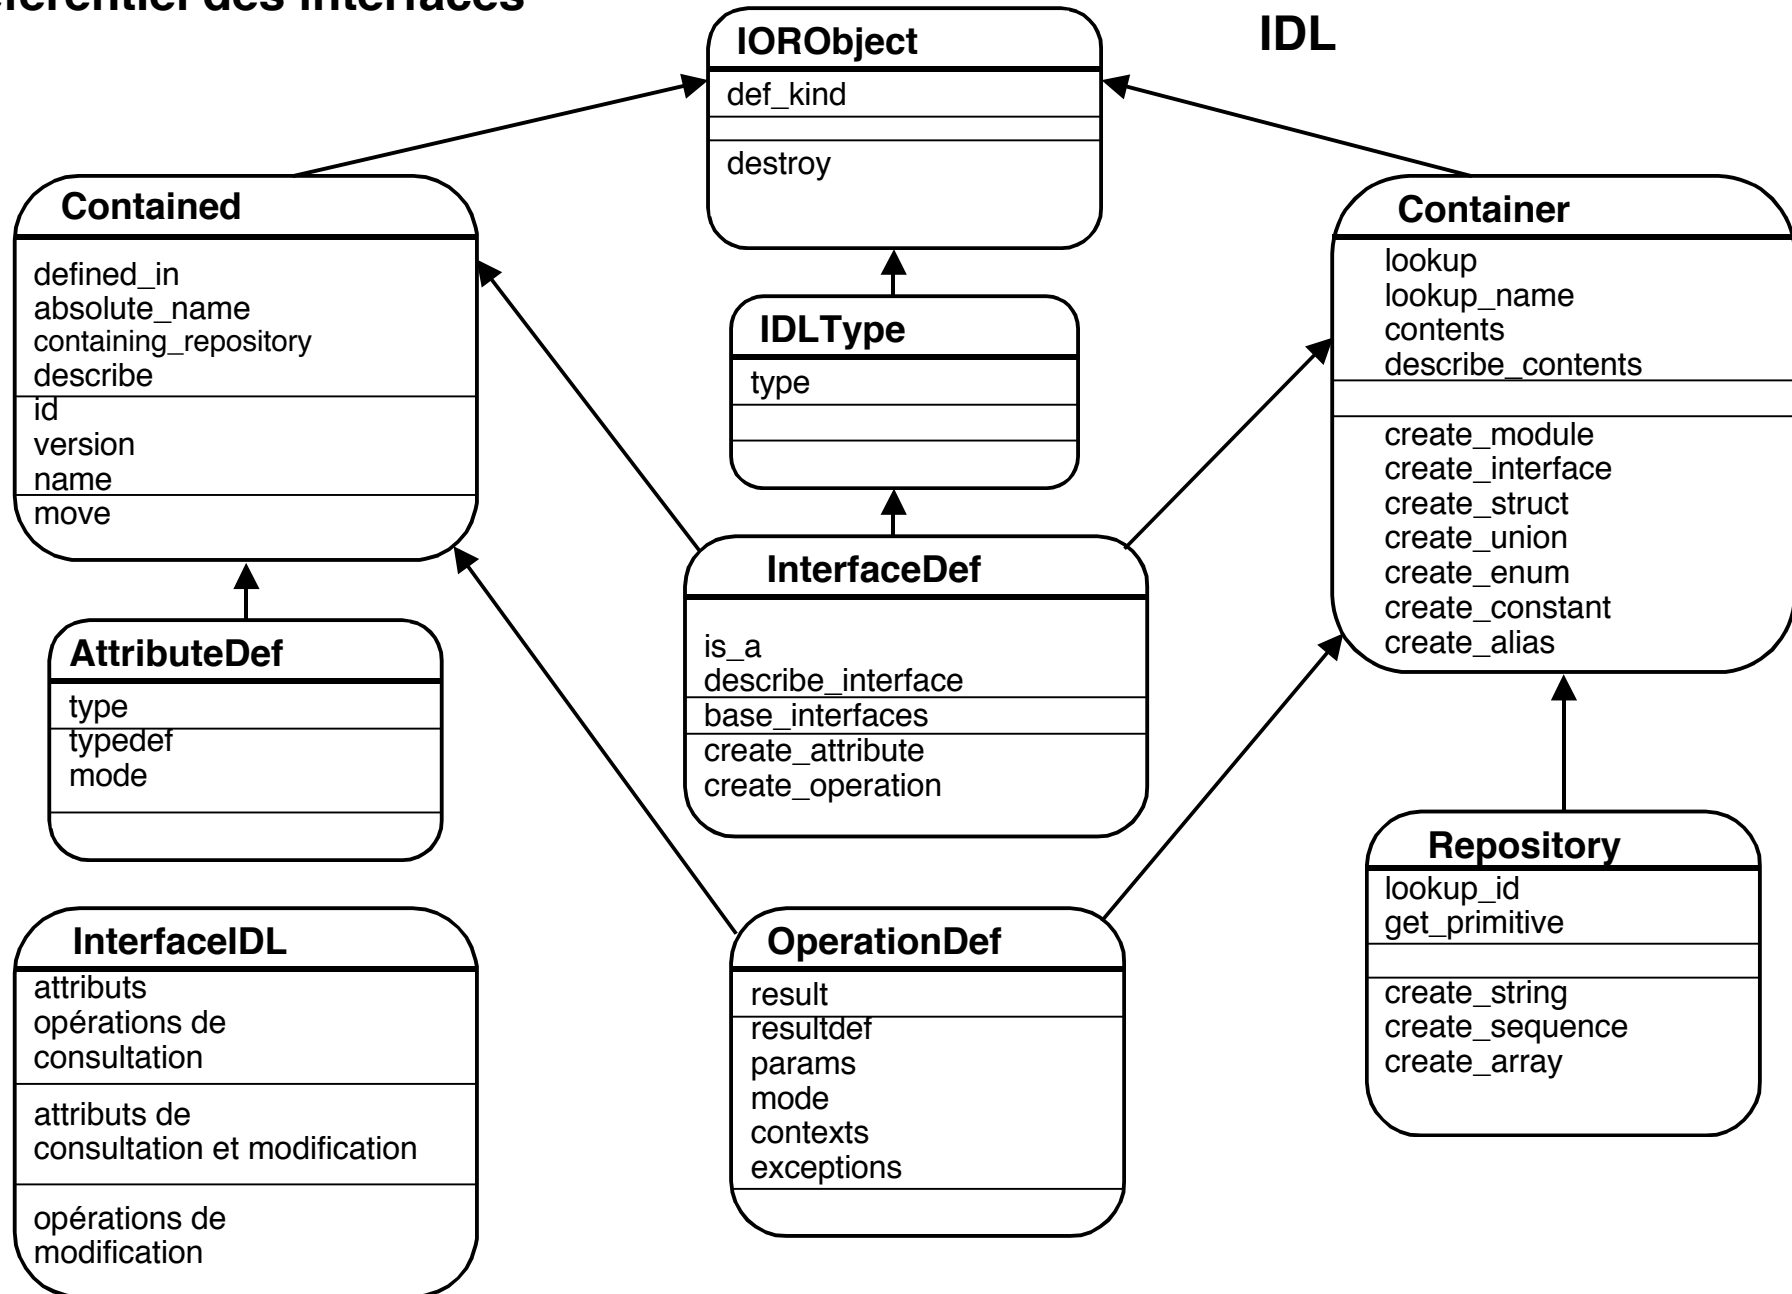 des interfaces
IDL
IORObject
def_kind
destroy
Contained
defined_in
absolute_name
containing_repository
describe
id
version
name
move
IDLType
type
Container
lookup
lookup_name
contents
describe_contents
create_module
create_interface
create_struct
create_union
create_enum
create_constant
create_alias
InterfaceDef
is_a
describe_interface
base_interfaces
create_attribute
create_operation
AttributeDef
type
typedef
mode
Repository
lookup_id
get_primitive
create_string
create_sequence
create_array
InterfaceIDL
attributs
opérations de
consultation
attributs de
consultation et modification
opérations de
modification
OperationDef
result
resultdef
params
mode
contexts
exceptions